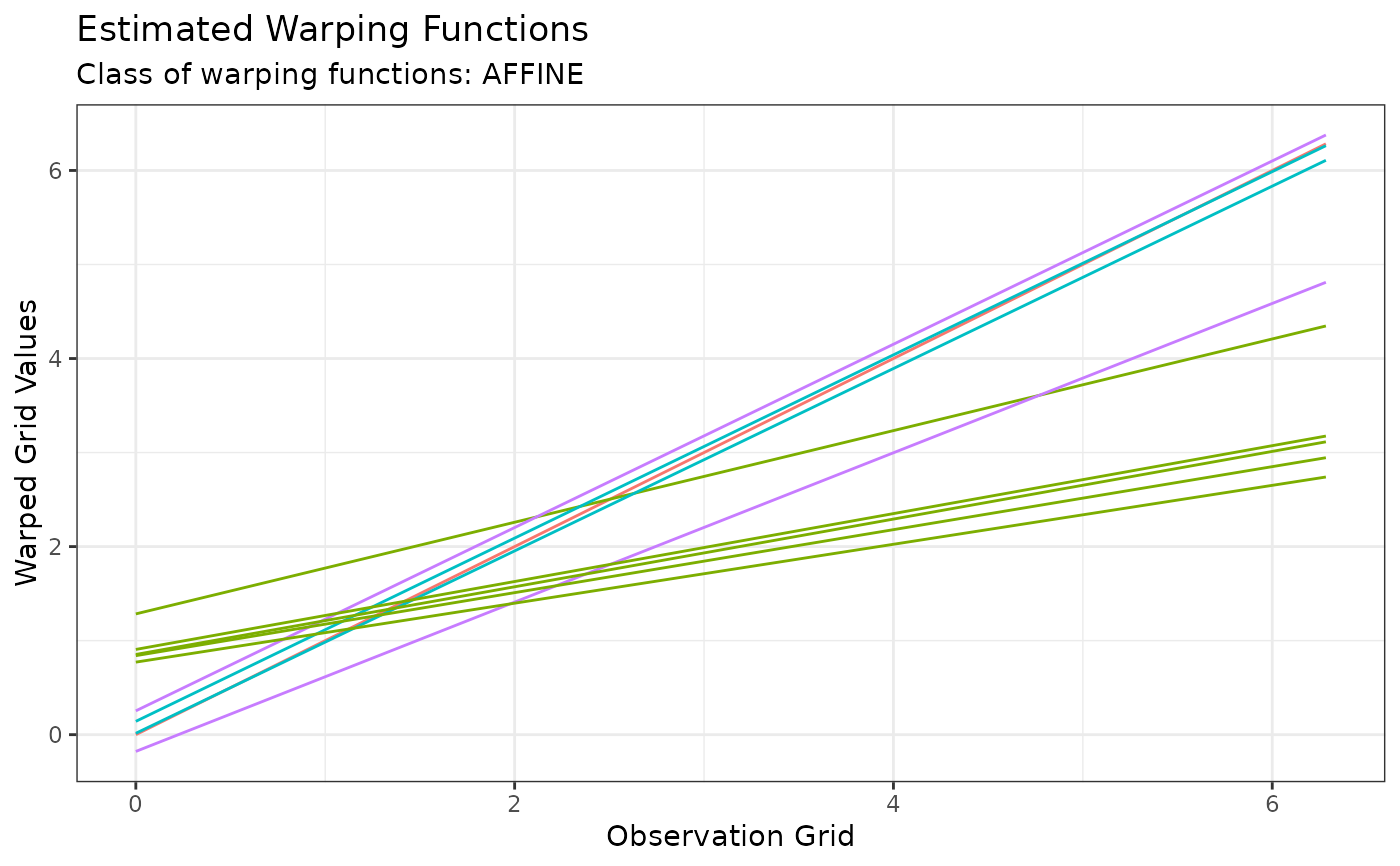 Estimated Warping Functions
Class of warping functions: AFFINE
Warped Grid Values
6
4
2
0
0 2 4 6
Observation Grid